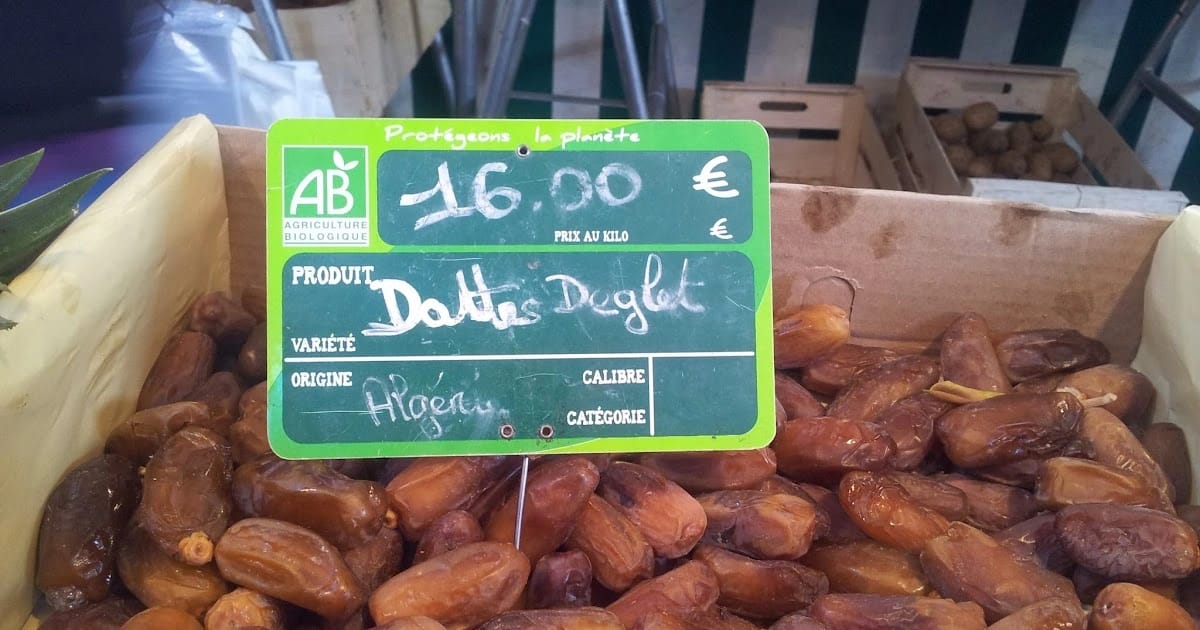 Protégeons la planète
AB
AGRICULTURE
BIOLOGIQUE
16.00 €
PRIX AU KILO €
PRODUIT Dattes Deglet
VARIÉTÉ
ORIGINE Algérie
CALIBRE
CATÉGORIE